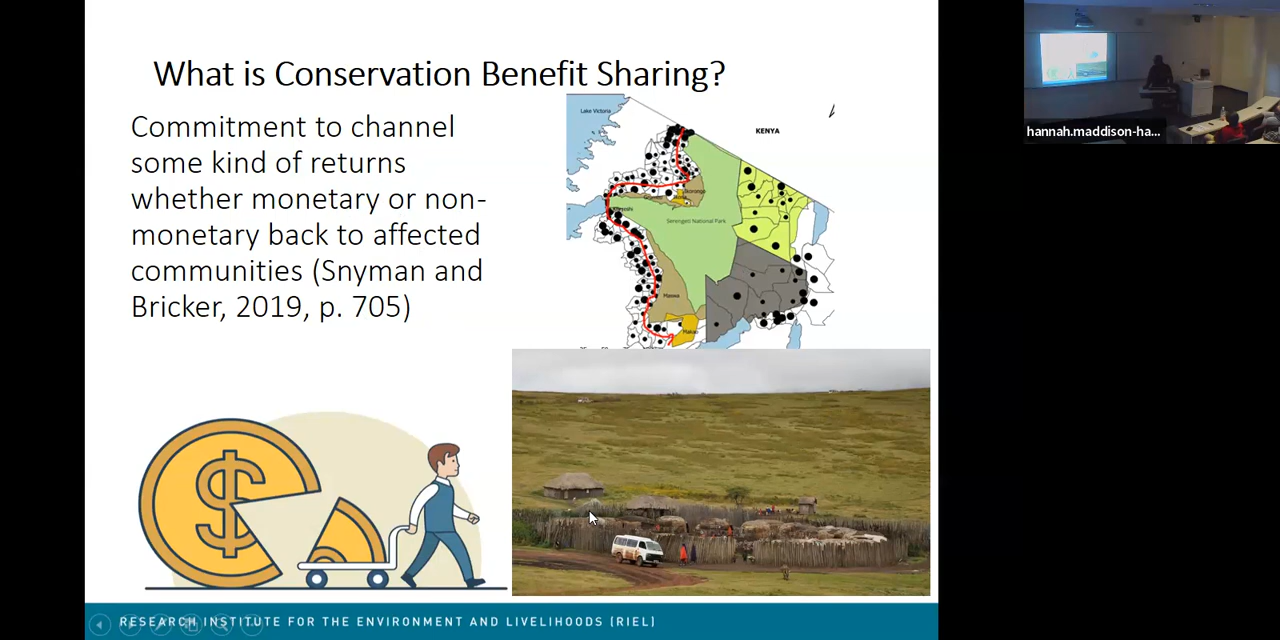 What is Conservation Benefit Sharing?
Commitment to channel
some kind of returns
whether monetary or non-
monetary back to affected
communities (Snyman and
Bricker, 2019, p. 705)
Lake Victoria
KENYA
Serengeti National Park
Maswa
Makao
RESEARCH INSTITUTE FOR THE ENVIRONMENT AND LIVELIHOODS (RIEL)
hannah.maddison-ha...